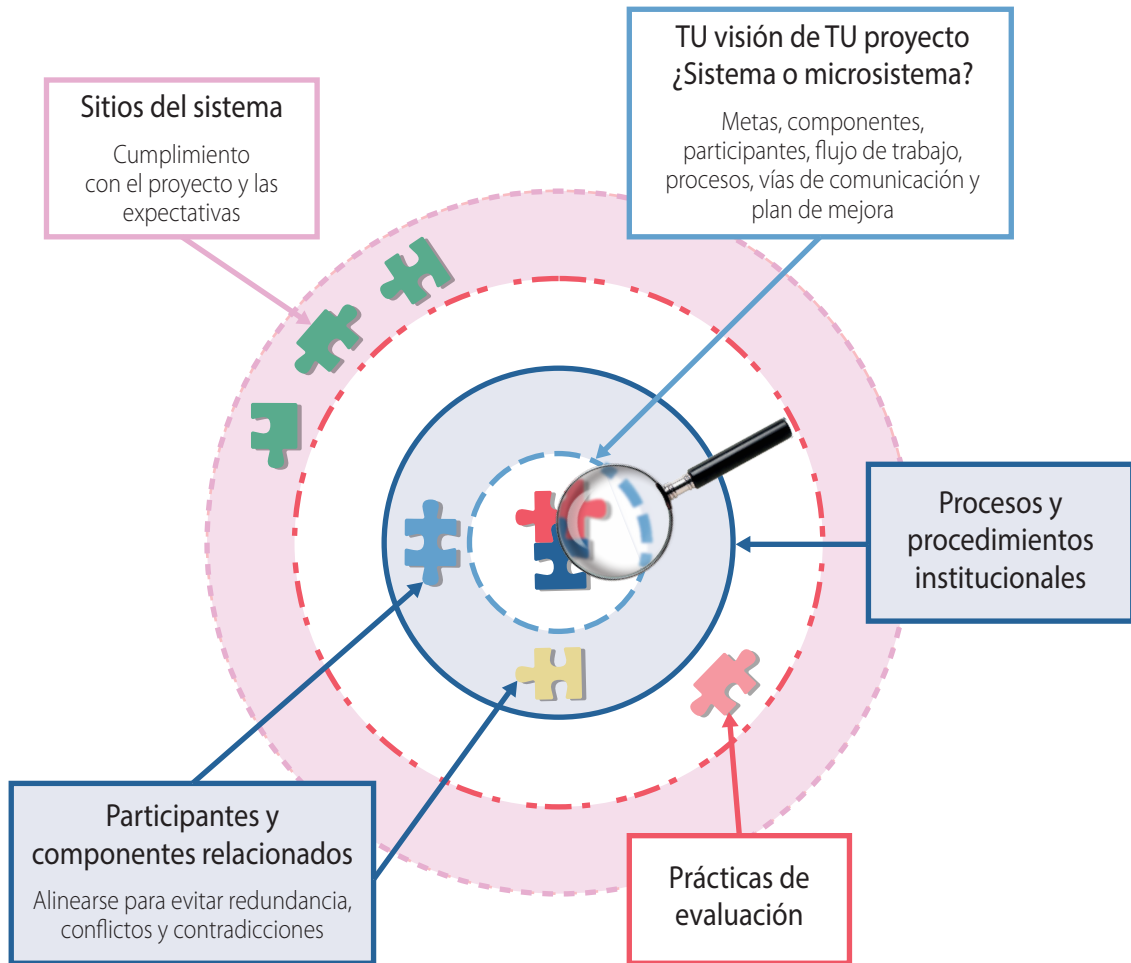 TU visión de TU proyecto
¿Sistema o microsistema?
Metas, componentes,
participantes, flujo de trabajo,
procesos, vías de comunicación y
plan de mejora
Sitios del sistema
Cumplimiento
con el proyecto y las
expectativas
Procesos y
procedimientos
institucionales
Participantes y
componentes relacionados
Alinearse para evitar redundancia,
conflictos y contradicciones
Prácticas de
evaluación